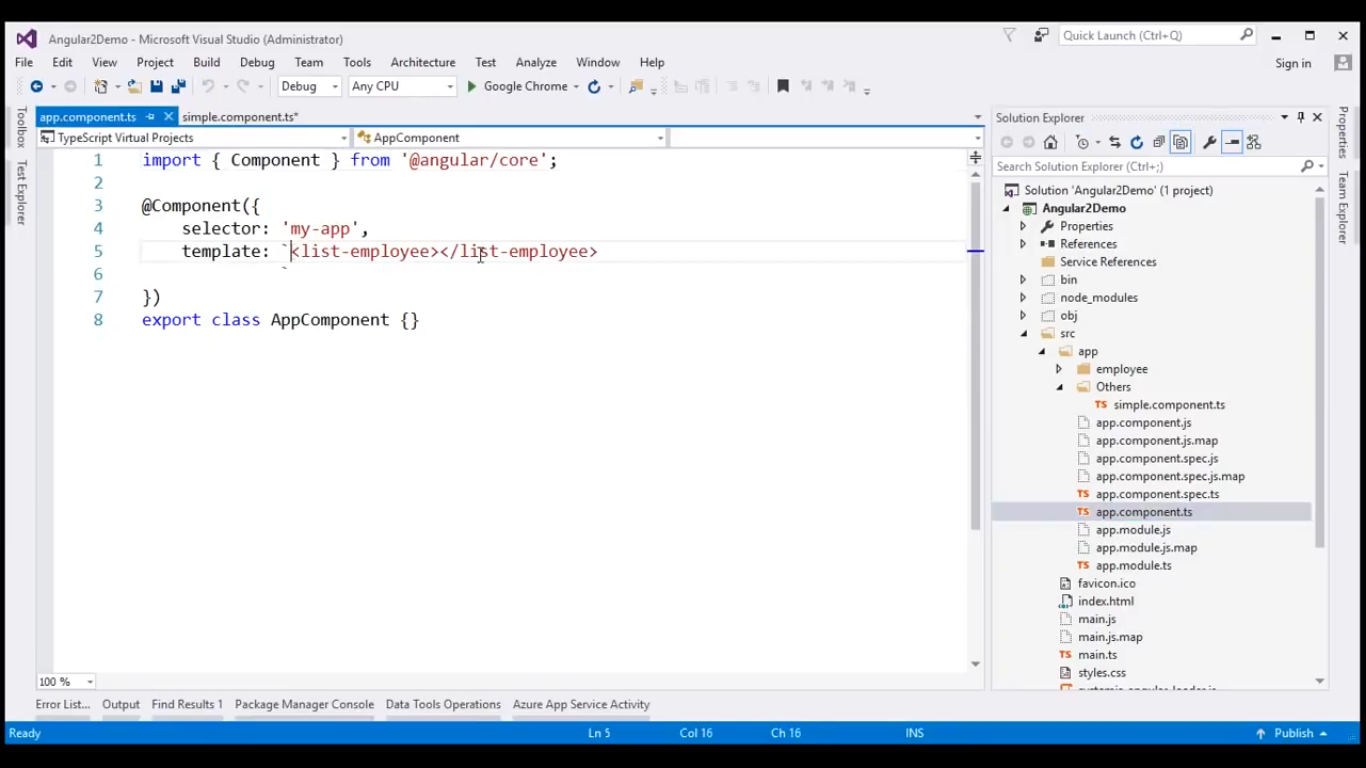 Angular2Demo - Microsoft Visual Studio (Administrator)
Quick Launch (Ctrl+Q)
File Edit View Project Build Debug Team Tools Architecture Test Analyze Window Help
Sign in
Debug Any CPU Google Chrome
Toolbox
Test Explorer
app.component.ts simple.component.ts*
TypeScript Virtual Projects AppComponent
1 import { Component } from '@angular/core';
2
3 @Component({
4 selector: 'my-app',
5 template: `<list-employee></list-employee>
6 `
7 })
8 export class AppComponent {}
100 %
Solution Explorer
Search Solution Explorer (Ctrl+;)
Solution 'Angular2Demo' (1 project)
Angular2Demo
Properties
References
Service References
bin
node_modules
obj
src
app
employee
Others
simple.component.ts
app.component.js
app.component.js.map
app.component.spec.js
app.component.spec.js.map
app.component.spec.ts
app.component.ts
app.module.js
app.module.js.map
app.module.ts
favicon.ico
index.html
main.js
main.js.map
main.ts
styles.css
Properties
Team Explorer
Error List... Output Find Results 1 Package Manager Console Data Tools Operations Azure App Service Activity
Ready Ln 5 Col 16 Ch 16 INS Publish